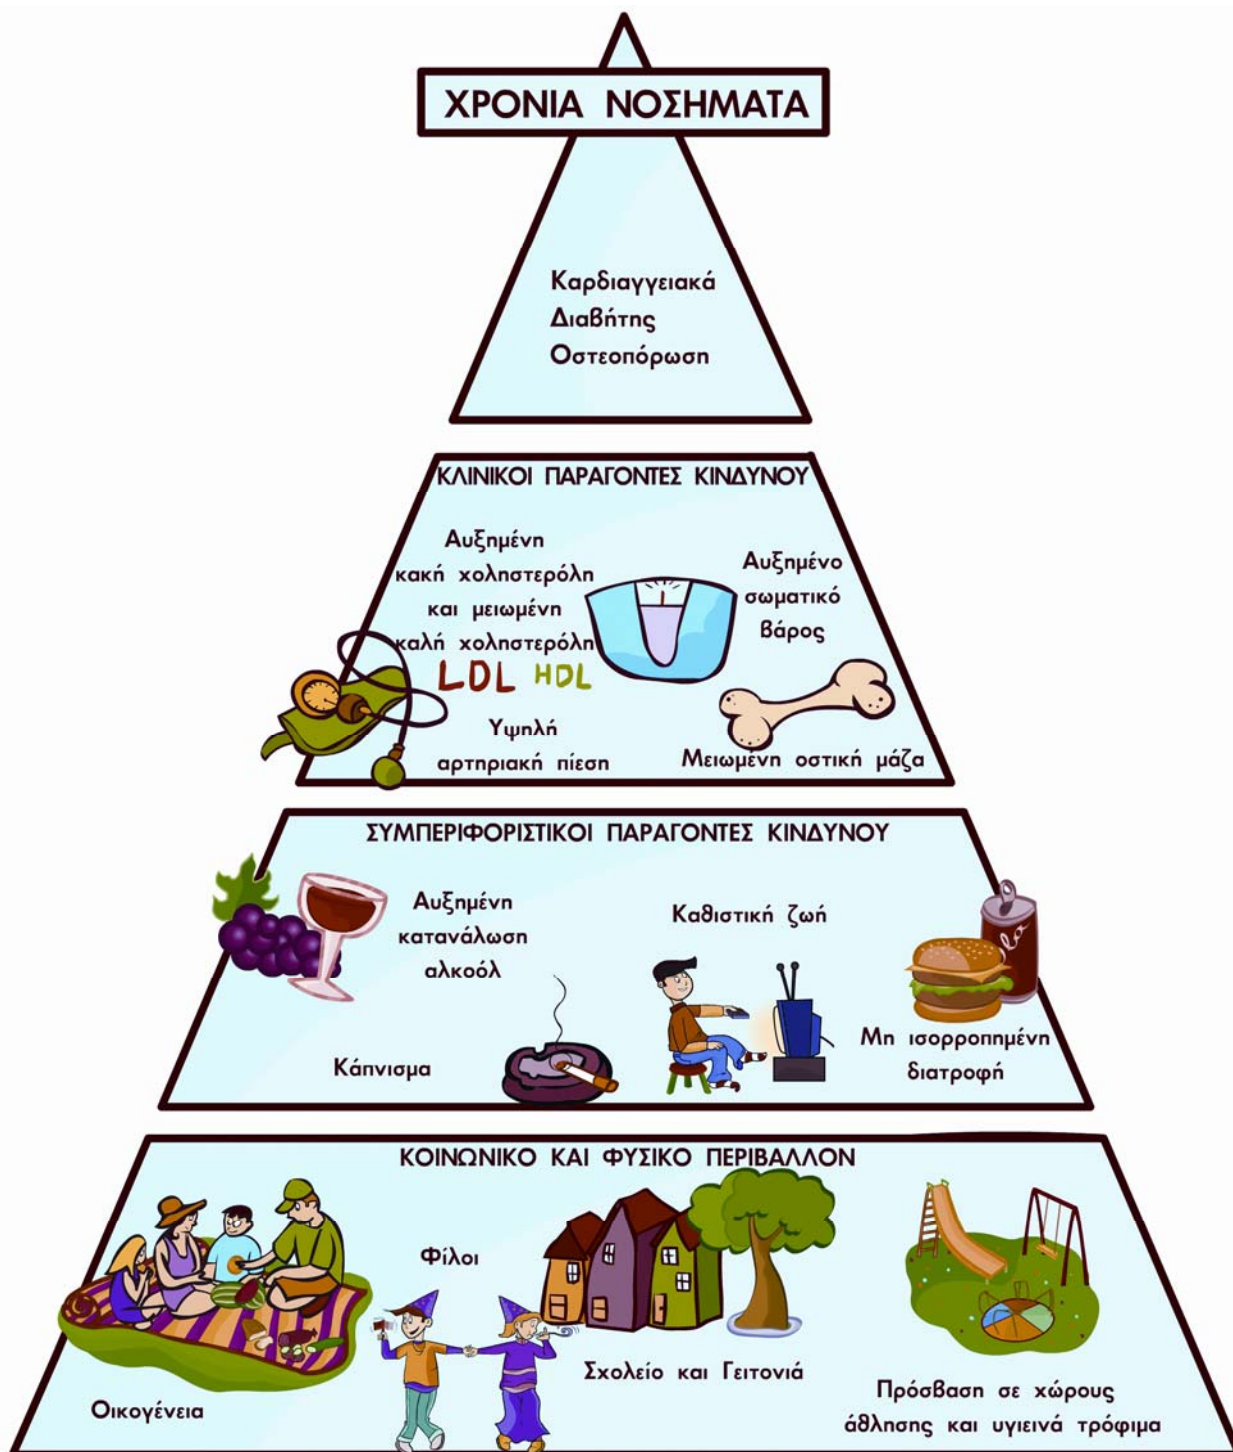 ΧΡΟΝΙΑ ΝΟΣΗΜΑΤΑ
Καρδιαγγειακά
Διαβήτης
Οστεοπόρωση
ΚΛΙΝΙΚΟΙ ΠΑΡΑΓΟΝΤΕΣ ΚΙΝΔΥΝΟΥ
Αυξημένη
κακή χοληστερόλη
και μειωμένη
καλή χοληστερόλη
LDL HDL
Υψηλή
αρτηριακή πίεση
Αυξημένο
σωματικό
βάρος
Μειωμένη οστική μάζα
ΣΥΜΠΕΡΙΦΟΡΙΣΤΙΚΟΙ ΠΑΡΑΓΟΝΤΕΣ ΚΙΝΔΥΝΟΥ
Αυξημένη
κατανάλωση
αλκοόλ
Κάπνισμα
Καθιστική ζωή
Μη ισορροπημένη
διατροφή
ΚΟΙΝΩΝΙΚΟ ΚΑΙ ΦΥΣΙΚΟ ΠΕΡΙΒΑΛΛΟΝ
Οικογένεια
Φίλοι
Σχολείο και Γειτονιά
Πρόσβαση σε χώρους
άθλησης και υγιεινά τρόφιμα